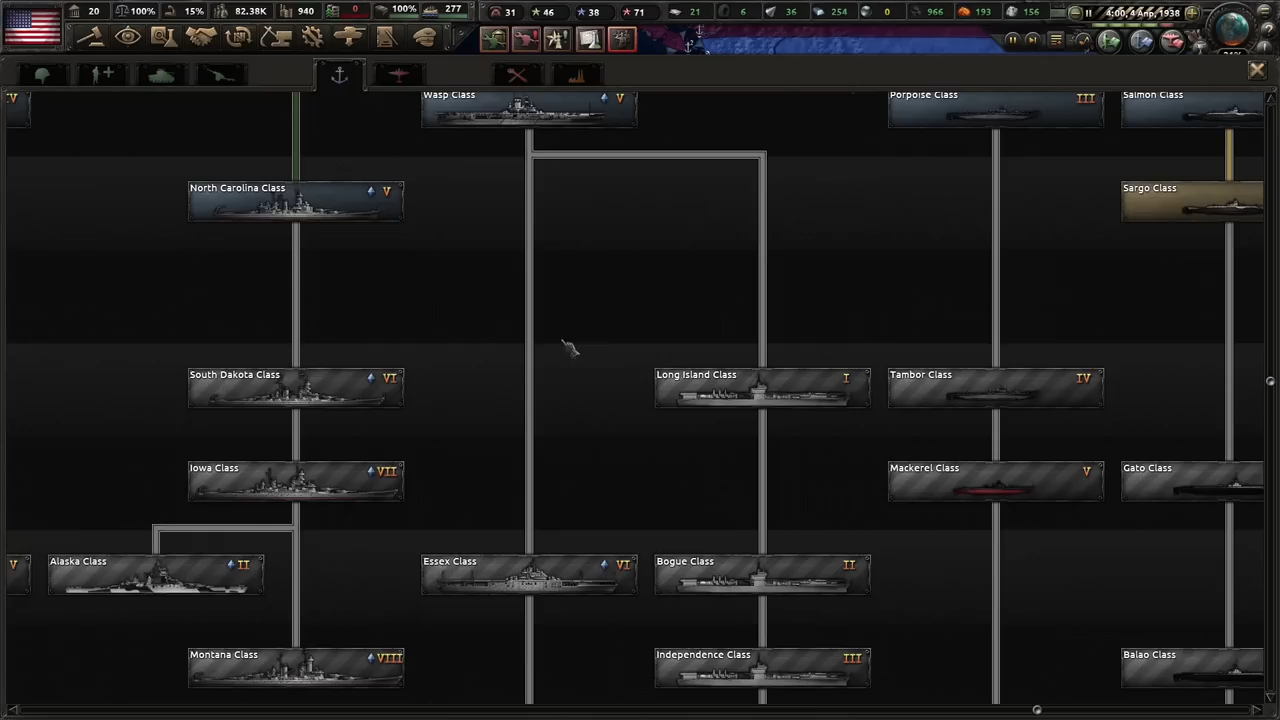 20 100% 15% 82.38K 940 0 100% 277 31 46 38 71 21 6 36 254 0 966 193 156 4:00, 4 Апр, 1938
V Wasp Class V Porpoise Class III Salmon Class
North Carolina Class V Sargo Class
South Dakota Class VI Long Island Class I Tambor Class IV
Iowa Class VII Mackerel Class V Gato Class
V Alaska Class II Essex Class VI Bogue Class II
Montana Class VIII Independence Class III Balao Class